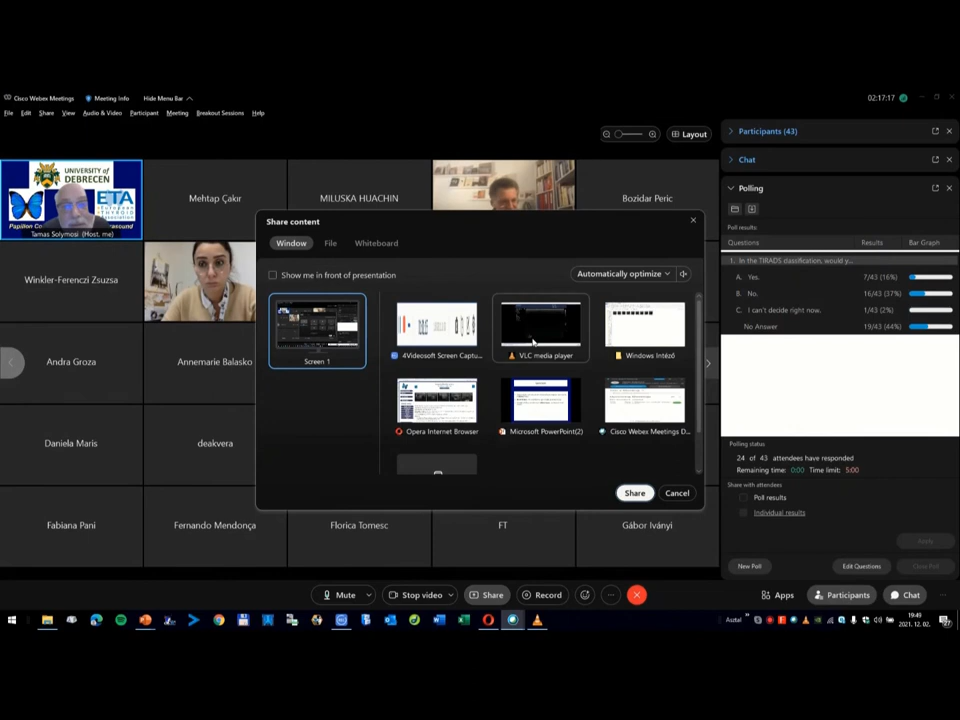 Cisco Webex Meetings Meeting Info Hide Menu Bar 02:17:17
File Edit Share View Audio & Video Participant Meeting Breakout Sessions Help
Layout
Participants (43)
Chat
Polling
Poll results:
Questions Results Bar Graph
1. In the TIRADS classification, would y...
A. Yes. 7/43 (16%)
B. No. 16/43 (37%)
C. I can't decide right now. 1/43 (2%)
No Answer 19/43 (44%)
Polling status
24 of 43 attendees have responded
Remaining time: 0:00 Time limit: 5:00
Share with attendees
Poll results
Individual results
Apply
New Poll Edit Questions Close Poll
UNIVERSITY of
DEBRECEN
ETA
Tamas Solymosi (Host, me)
Mehtap Çakır
MILUSKA HUACHIN
Bozidar Peric
Winkler-Ferenczi Zsuzsa
Andra Groza
Annemarie Balasko
Daniela Maris
deakvera
Fabiana Pani
Fernando Mendonça
Florica Tomesc
FT
Gábor Iványi
Share content
Window File Whiteboard
Show me in front of presentation
Automatically optimize
Screen 1
4Videosoft Screen Captu...
VLC media player
Windows Intéző
Opera Internet Browser
Microsoft PowerPoint(2)
Cisco Webex Meetings D...
Share Cancel
Mute Stop video Share Record
Apps Participants Chat
Asztal
19:49
2021. 12. 02.